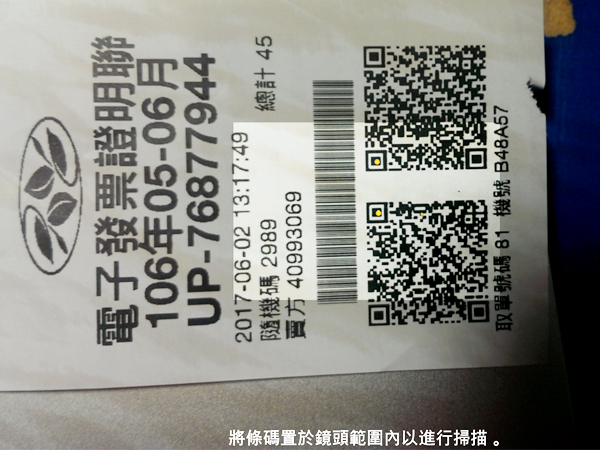 電子發票證明聯
106年05-06月
UP-76877944
2017-06-02 13:17:49
隨機碼 2989 總計 45
賣方 40993069
取單號碼 81 機號 B48A57
將條碼置於鏡頭範圍內以進行掃描。